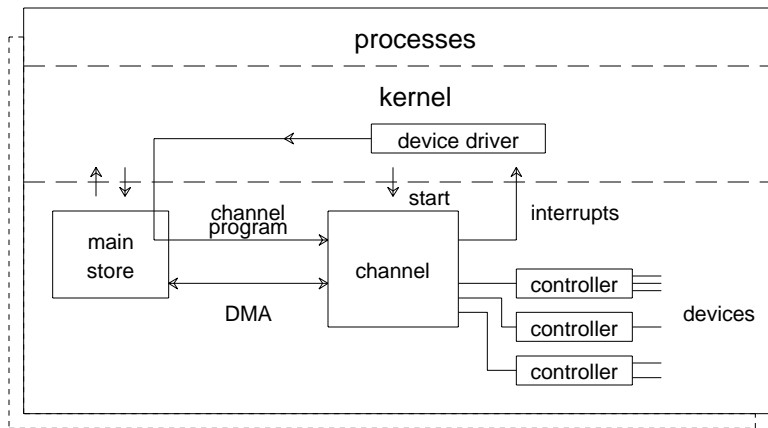 processes
kernel
device driver
start
channel
program
interrupts
main
store
channel
DMA
controller
controller
controller
devices